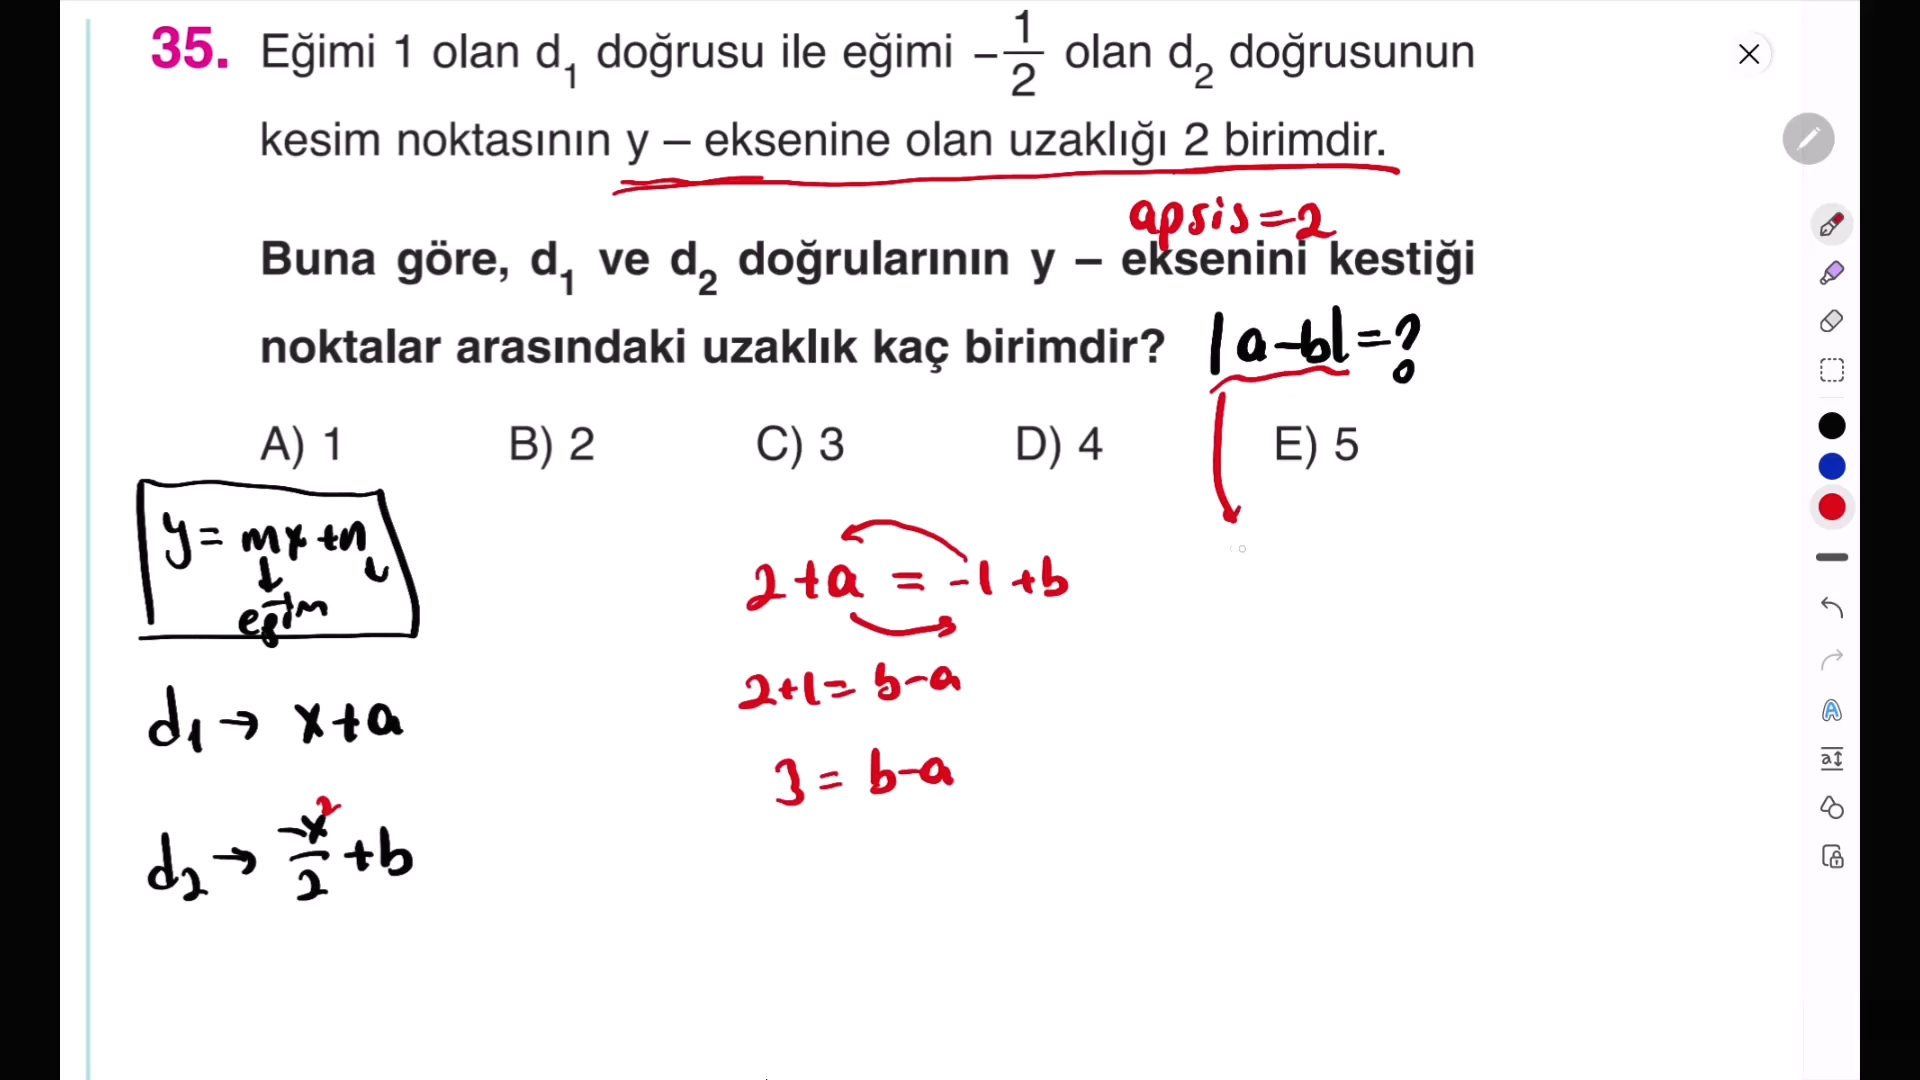 35. Eğimi 1 olan d₁ doğrusu ile eğimi -1/2 olan d₂ doğrusunun
kesim noktasının y – eksenine olan uzaklığı 2 birimdir.
apsis=2
Buna göre, d₁ ve d₂ doğrularının y – eksenini kestiği
noktalar arasındaki uzaklık kaç birimdir? |a-b|=?
A) 1 B) 2 C) 3 D) 4 E) 5
y = mx+n
eğim
2+a = -1+b
2+1= b-a
d1 → x+a
3 = b-a
2
d2 → -x/2 +b